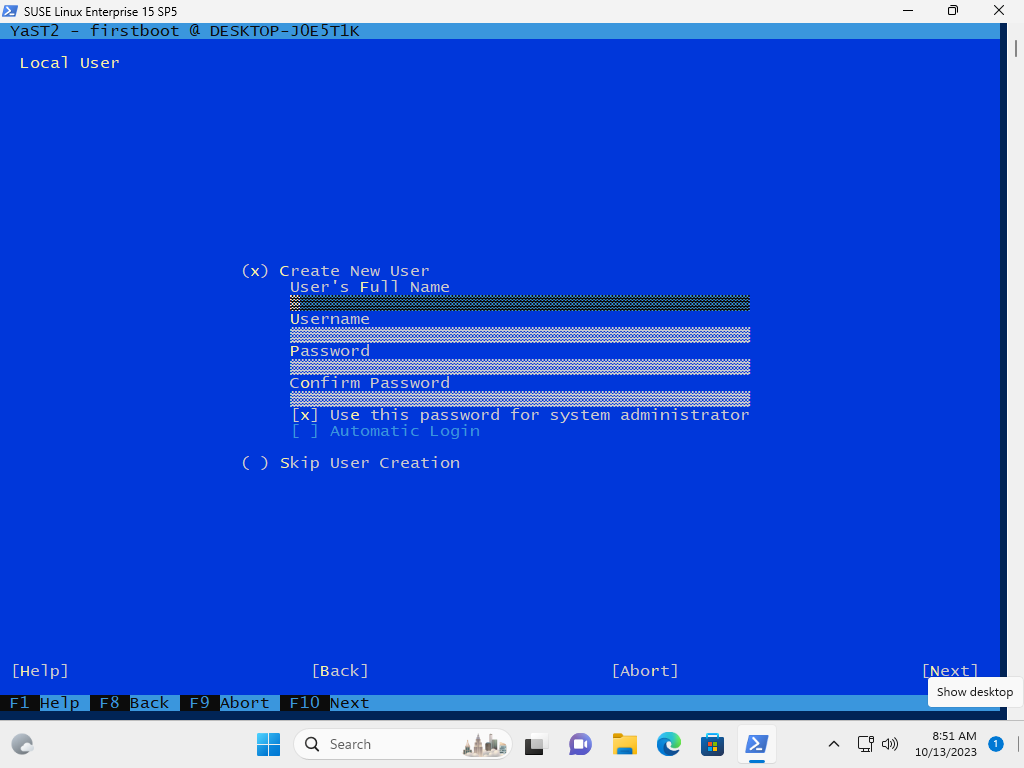 SUSE Linux Enterprise 15 SP5
YaST2 - firstboot @ DESKTOP-J0E5T1K
Local User
(x) Create New User
User's Full Name
Username
Password
Confirm Password
[x] Use this password for system administrator
[ ] Automatic Login
( ) Skip User Creation
[Help] [Back] [Abort] [Next]
Show desktop
F1 Help F8 Back F9 Abort F10 Next
Search
8:51 AM
10/13/2023
1